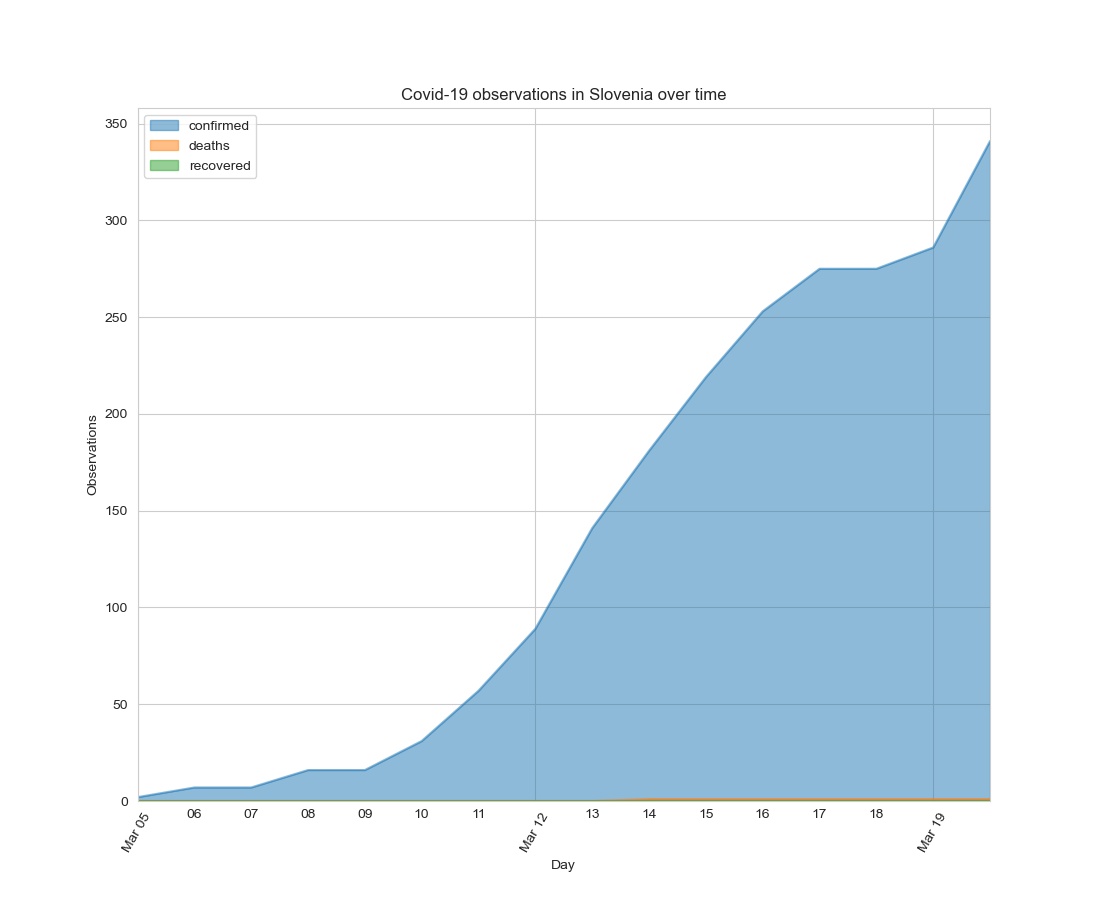 Covid-19 observations in Slovenia over time
confirmed
deaths
recovered
350
300
250
200
150
100
50
0
Observations
Mar 05
06
07
08
09
10
11
Mar 12
13
14
15
16
17
18
Mar 19
Day